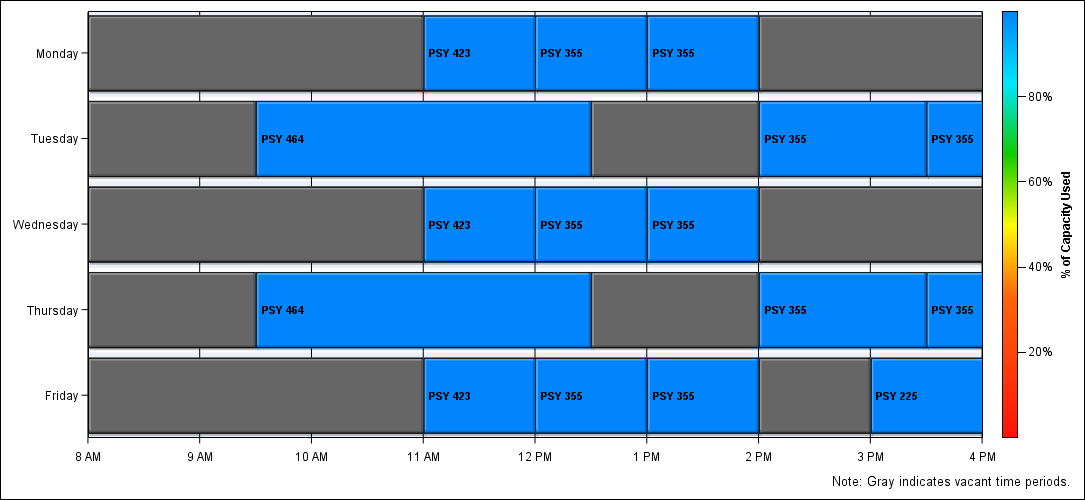 Monday PSY 423 PSY 355 PSY 355
80%
Tuesday PSY 464 PSY 355 PSY 355
60%
% of Capacity Used
Wednesday PSY 423 PSY 355 PSY 355
40%
Thursday PSY 464 PSY 355 PSY 355
20%
Friday PSY 423 PSY 355 PSY 355 PSY 225
8 AM 9 AM 10 AM 11 AM 12 PM 1 PM 2 PM 3 PM 4 PM
Note: Gray indicates vacant time periods.